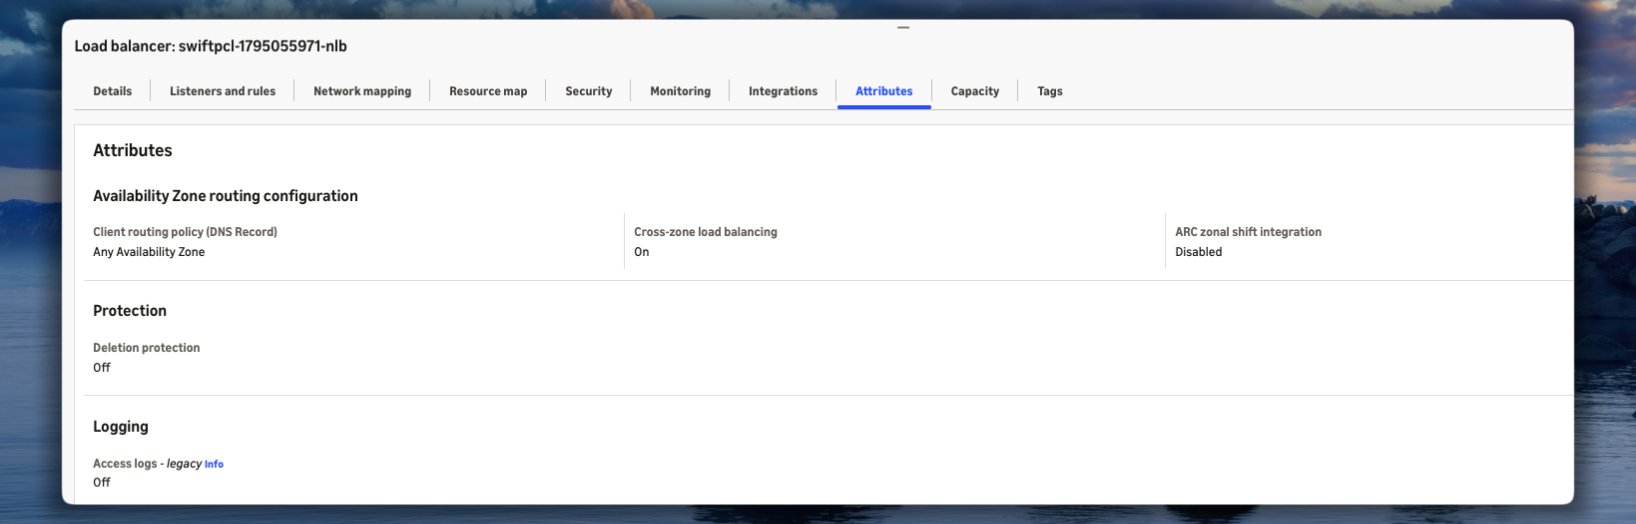 Load balancer: swiftpcl-1795055971-nlb
Details
Listeners and rules
Network mapping
Resource map
Security
Monitoring
Integrations
Attributes
Capacity
Tags
Attributes
Availability Zone routing configuration
Client routing policy (DNS Record)
Any Availability Zone
Cross-zone load balancing
On
ARC zonal shift integration
Disabled
Protection
Deletion protection
Off
Logging
Access logs - legacy Info
Off